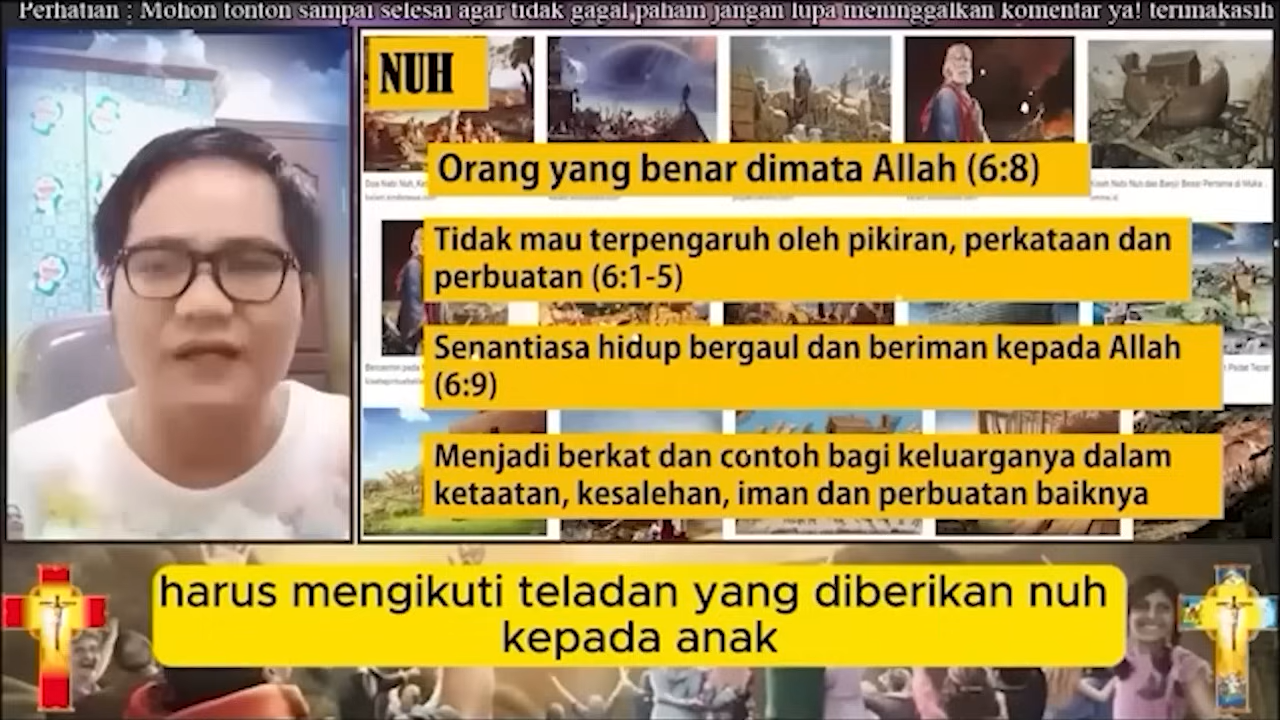 Perhatian : Mohon tonton sampai selesai agar tidak gagal paham jangan lupa meninggalkan komentar ya! terimakasih
NUH
Orang yang benar dimata Allah (6:8)
Tidak mau terpengaruh oleh pikiran, perkataan dan
perbuatan (6:1-5)
Senantiasa hidup bergaul dan beriman kepada Allah
(6:9)
Menjadi berkat dan contoh bagi keluarganya dalam
ketaatan, kesalehan, iman dan perbuatan baiknya
harus mengikuti teladan yang diberikan nuh
kepada anak